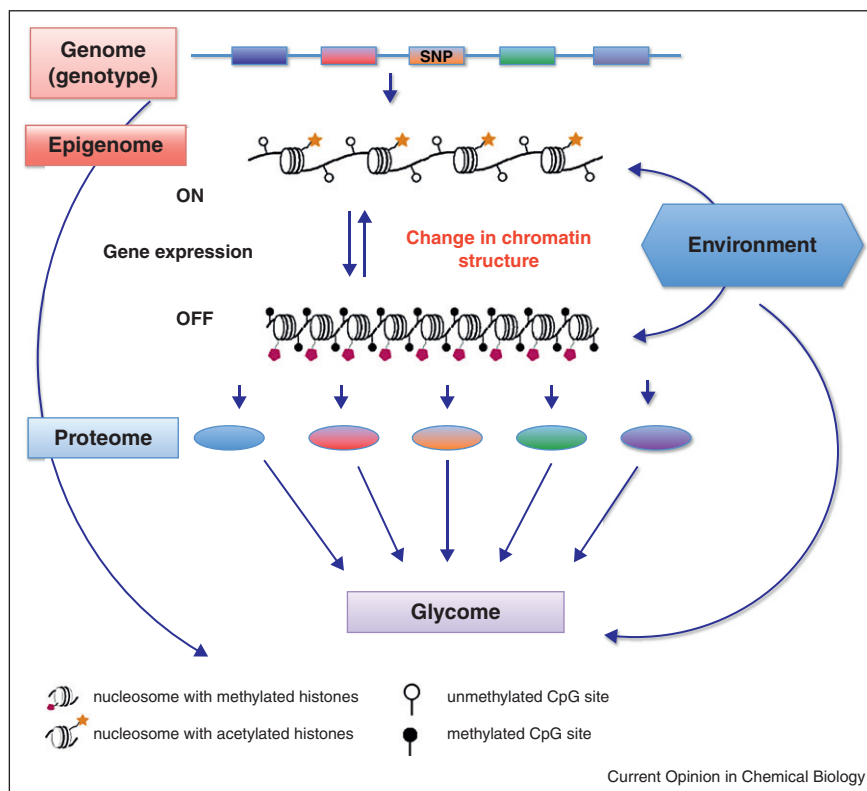 Genome
(genotype)
SNP
Epigenome
ON
Gene expression
Change in chromatin
structure
Environment
OFF
Proteome
Glycome
nucleosome with methylated histones
unmethylated CpG site
nucleosome with acetylated histones
methylated CpG site
Current Opinion in Chemical Biology